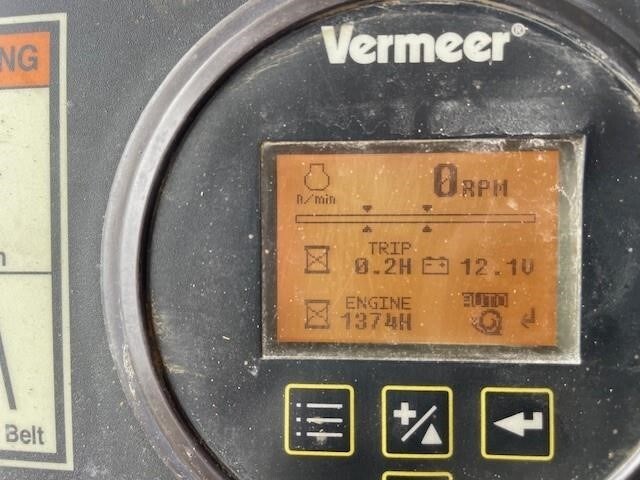 NG
Vermeer®
0 RPM
n/min
TRIP
0.2H 12.1V
ENGINE AUTO
1374H
Belt